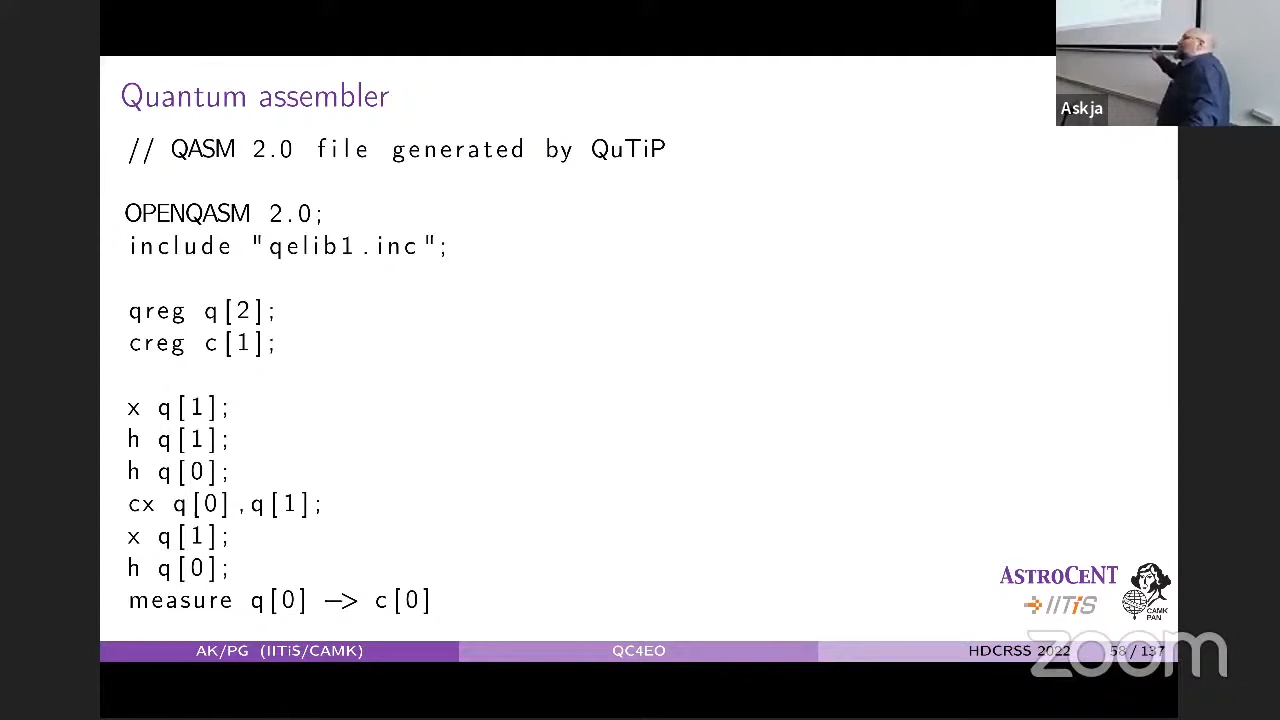 Quantum assembler
// QASM 2.0 file generated by QuTiP
OPENQASM 2.0;
include "qelib1.inc";
qreg q[2];
creg c[1];
x q[1];
h q[1];
h q[0];
cx q[0],q[1];
x q[1];
h q[0];
measure q[0] -> c[0]
Askja
ASTROCENT
IITiS
CAMK
PAN
AK/PG (IITiS/CAMK)
QC4EO
HDCRSS 2022
58 / 137
zoom